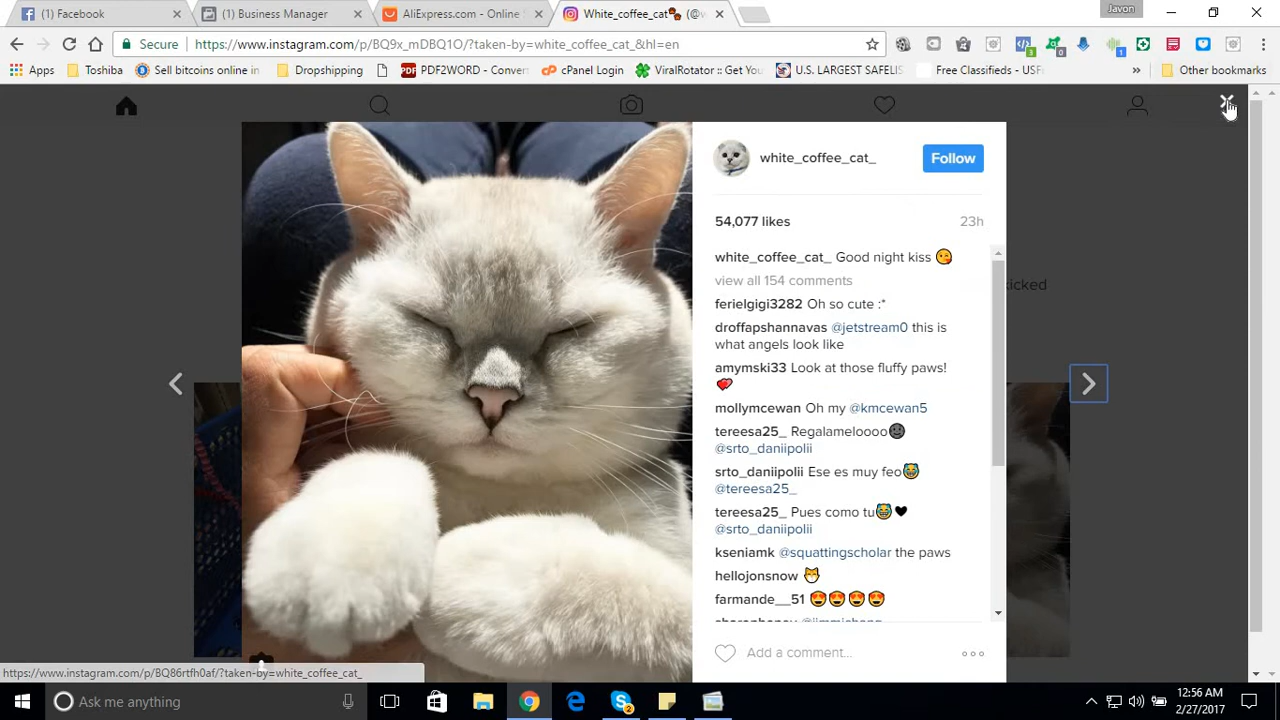 (1) Facebook
(1) Business Manager
AliExpress.com - Online f
White_coffee_cat
Javon
Secure
https://www.instagram.com/p/BQ9x_mDBQ1O/?taken-by=white_coffee_cat_&hl=en
Apps
Toshiba
Sell bitcoins online in
Dropshipping
PDF2WORD - Conver
cPanel Login
ViralRotator :: Get You
U.S. LARGEST SAFELIS
Free Classifieds - USF
Other bookmarks
white_coffee_cat_
Follow
54,077 likes
23h
white_coffee_cat_ Good night kiss 😘
view all 154 comments
ferielgigi3282 Oh so cute :*
droffapshannavas @jetstream0 this is
what angels look like
amymski33 Look at those fluffy paws!
mollymcewan Oh my @kmcewan5
tereesa25_ Regalameloooo
@srto_daniipolii
srto_daniipolii Ese es muy feo
@tereesa25_
tereesa25_ Pues como tu
@srto_daniipolii
kseniamk @squattingscholar the paws
hellojonsnow
farmande__51 😍😍😍😍
Add a comment...
https://www.instagram.com/p/BQ86rtfh0af/?taken-by=white_coffee_cat_
Ask me anything
12:56 AM
2/27/2017